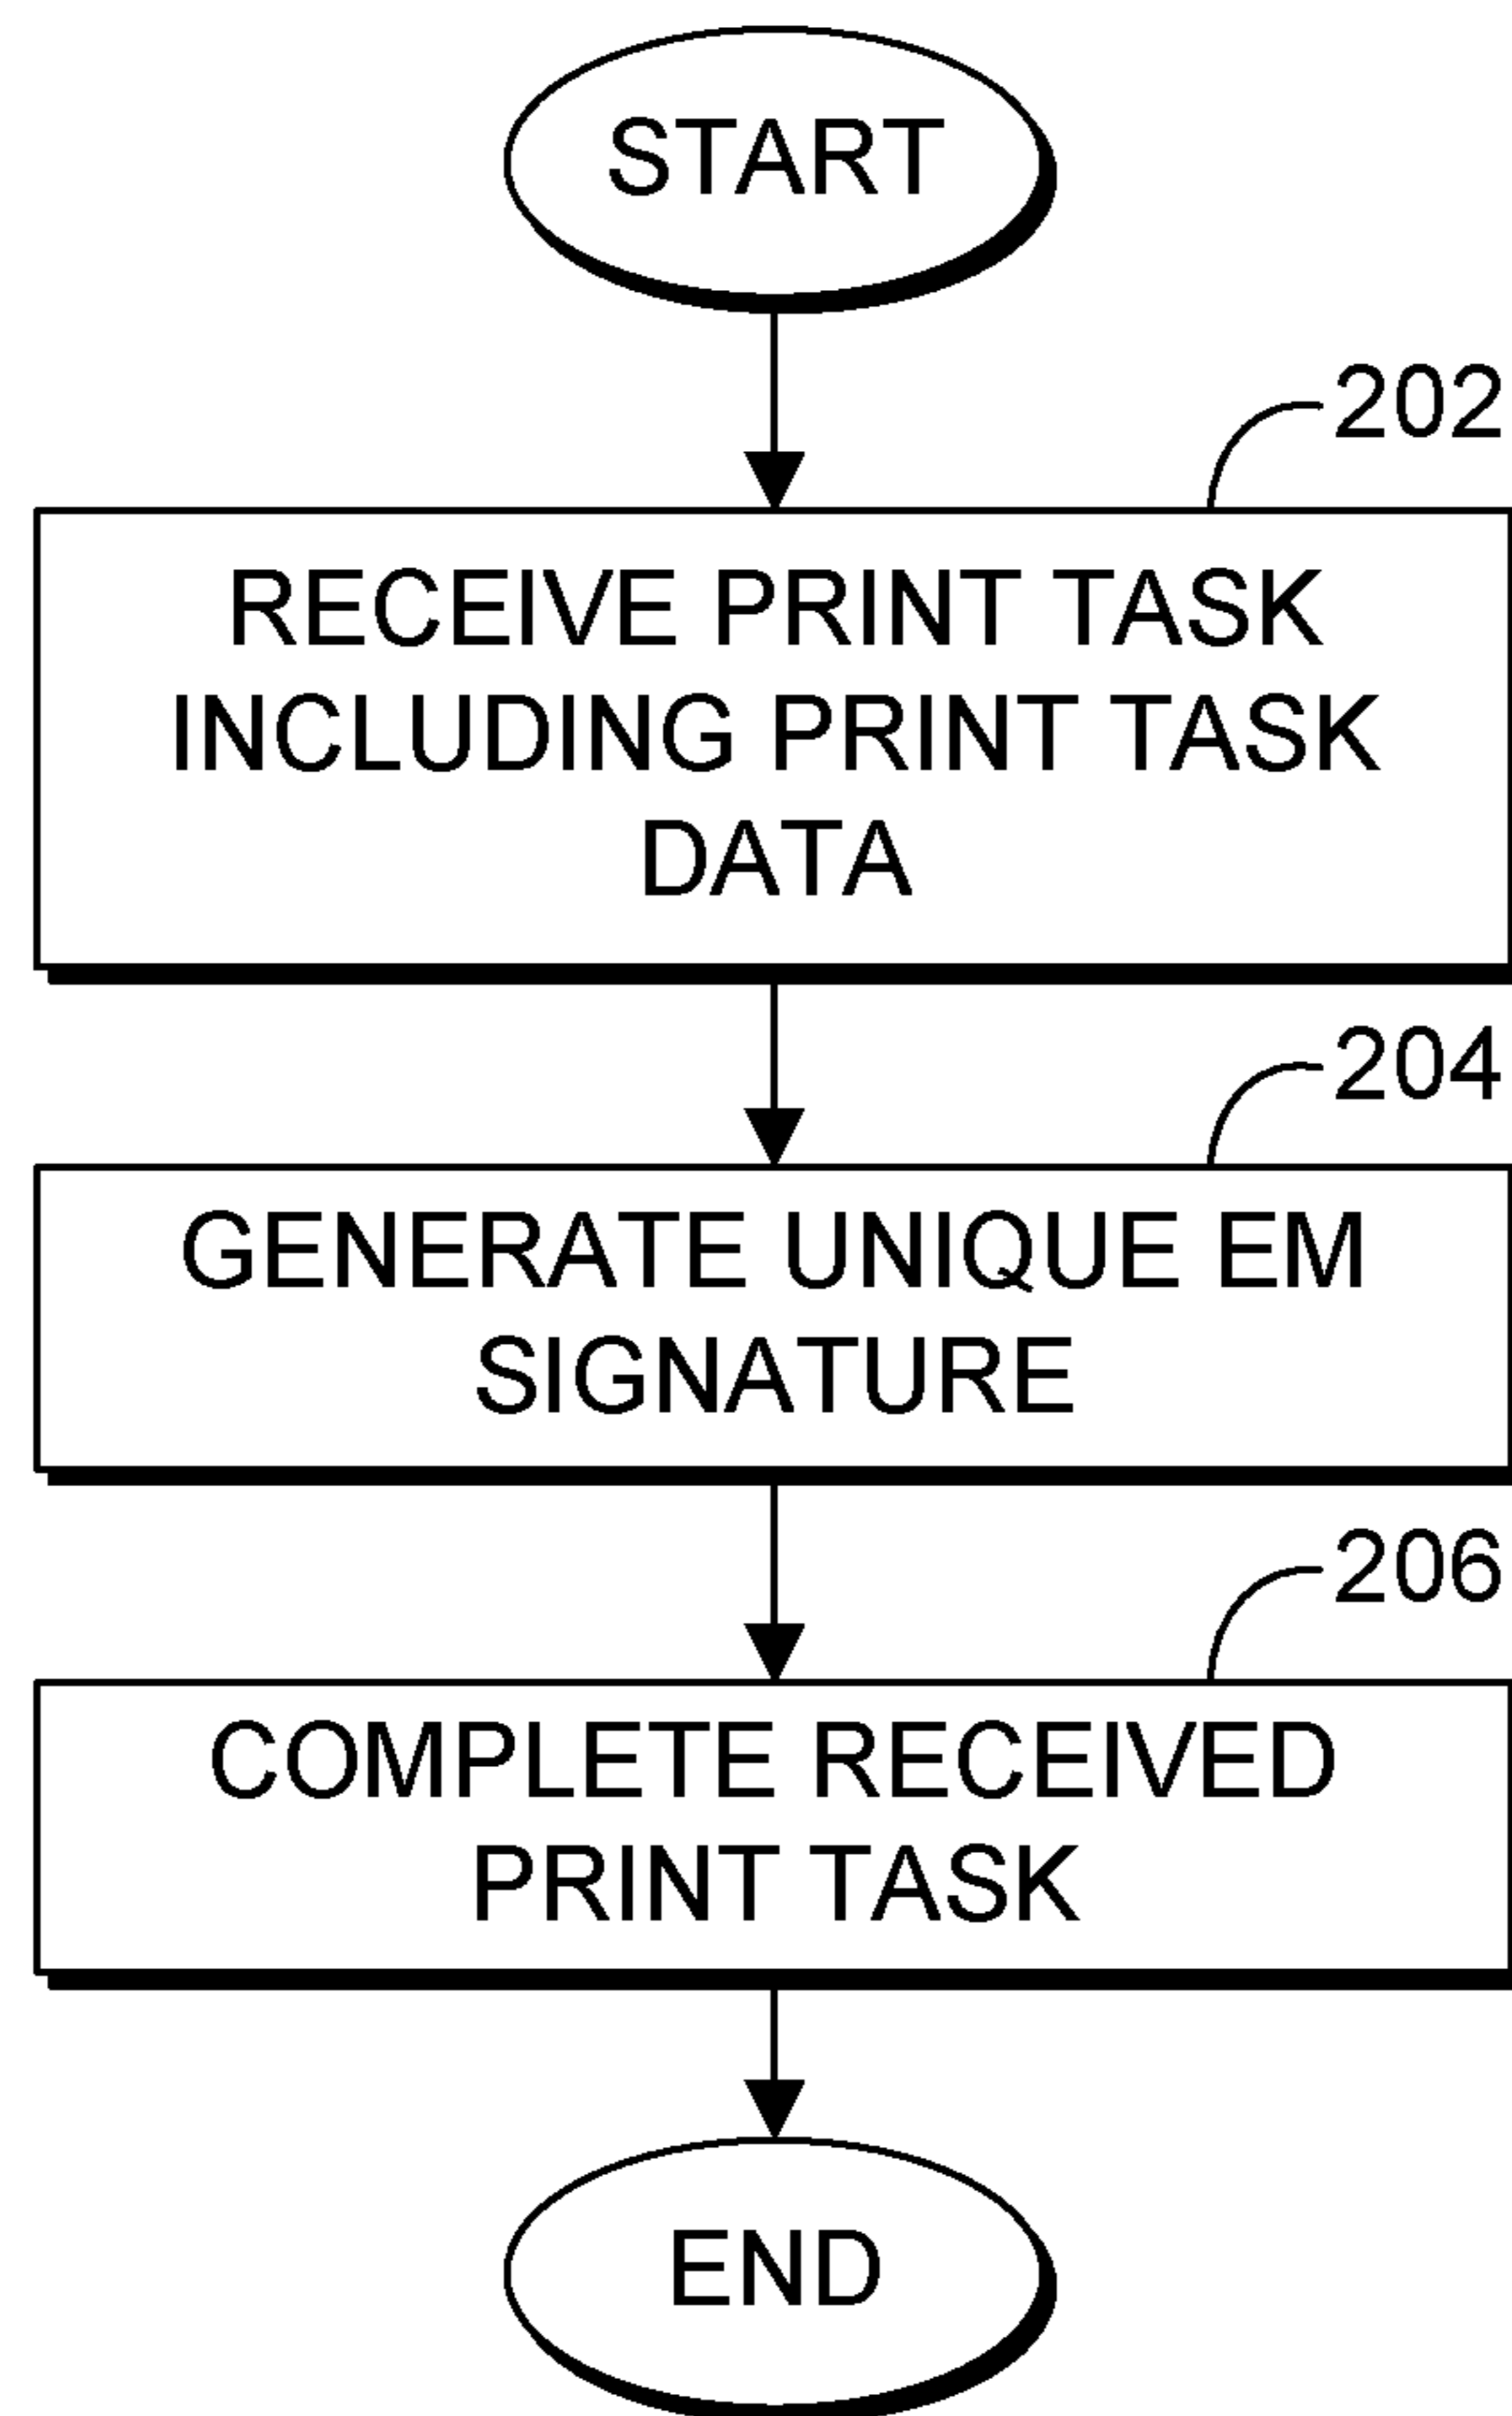 START
202
RECEIVE PRINT TASK
INCLUDING PRINT TASK
DATA
204
GENERATE UNIQUE EM
SIGNATURE
206
COMPLETE RECEIVED
PRINT TASK
END